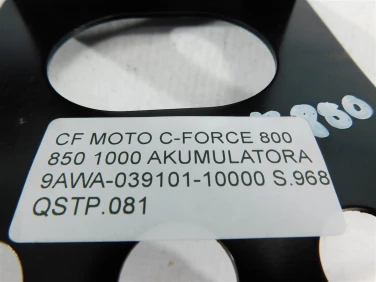 CF MOTO C-FORCE 800
850 1000 AKUMULATORA
9AWA-039101-10000 S.968
QSTP.081